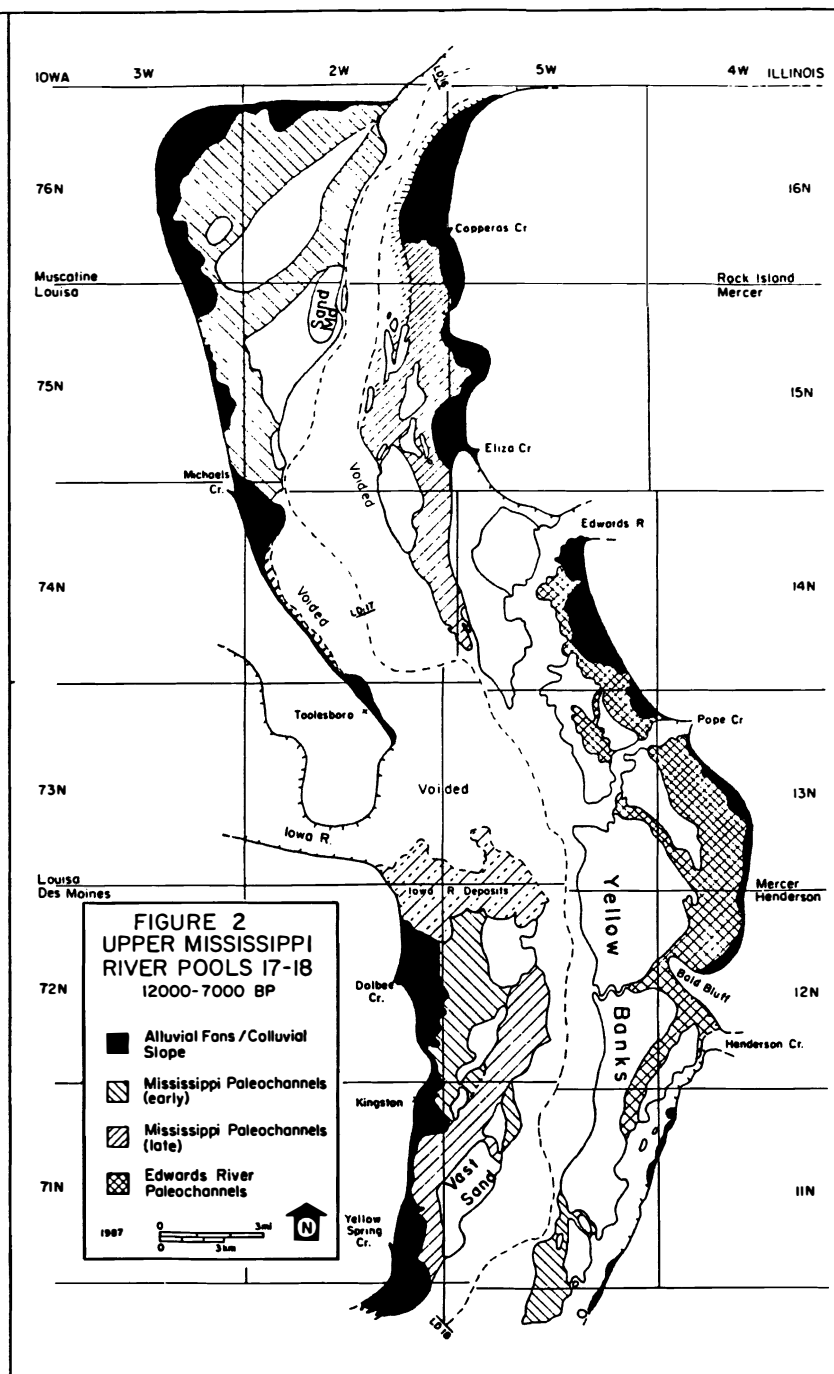 IOWA 3W 2W 5W 4W ILLINOIS
LD 16
76N
16N
Copperas Cr
Muscatine
Louisa
Rock Island
Mercer
Sand
Md
75N
15N
Eliza Cr
Michaels
Cr.
Voided
Edwards R
74N
14N
Voided
LD 17
Toolesboro
Pope Cr
73N
Voided
13N
Iowa R.
Louisa
Des Moines
Iowa R Deposits
Mercer
Henderson
Yellow
Banks
FIGURE 2
UPPER MISSISSIPPI
RIVER POOLS 17-18
12000-7000 BP
Alluvial Fans/Colluvial
Slope
Mississippi Paleochannels
(early)
Mississippi Paleochannels
(late)
Edwards River
Paleochannels
1987
0 3mi
0 3km
N
72N
Dolbee
Cr.
Bald Bluff
12N
Henderson Cr.
Kingston
71N
Vast
Sand
11N
Yellow
Spring
Cr.
LD 18